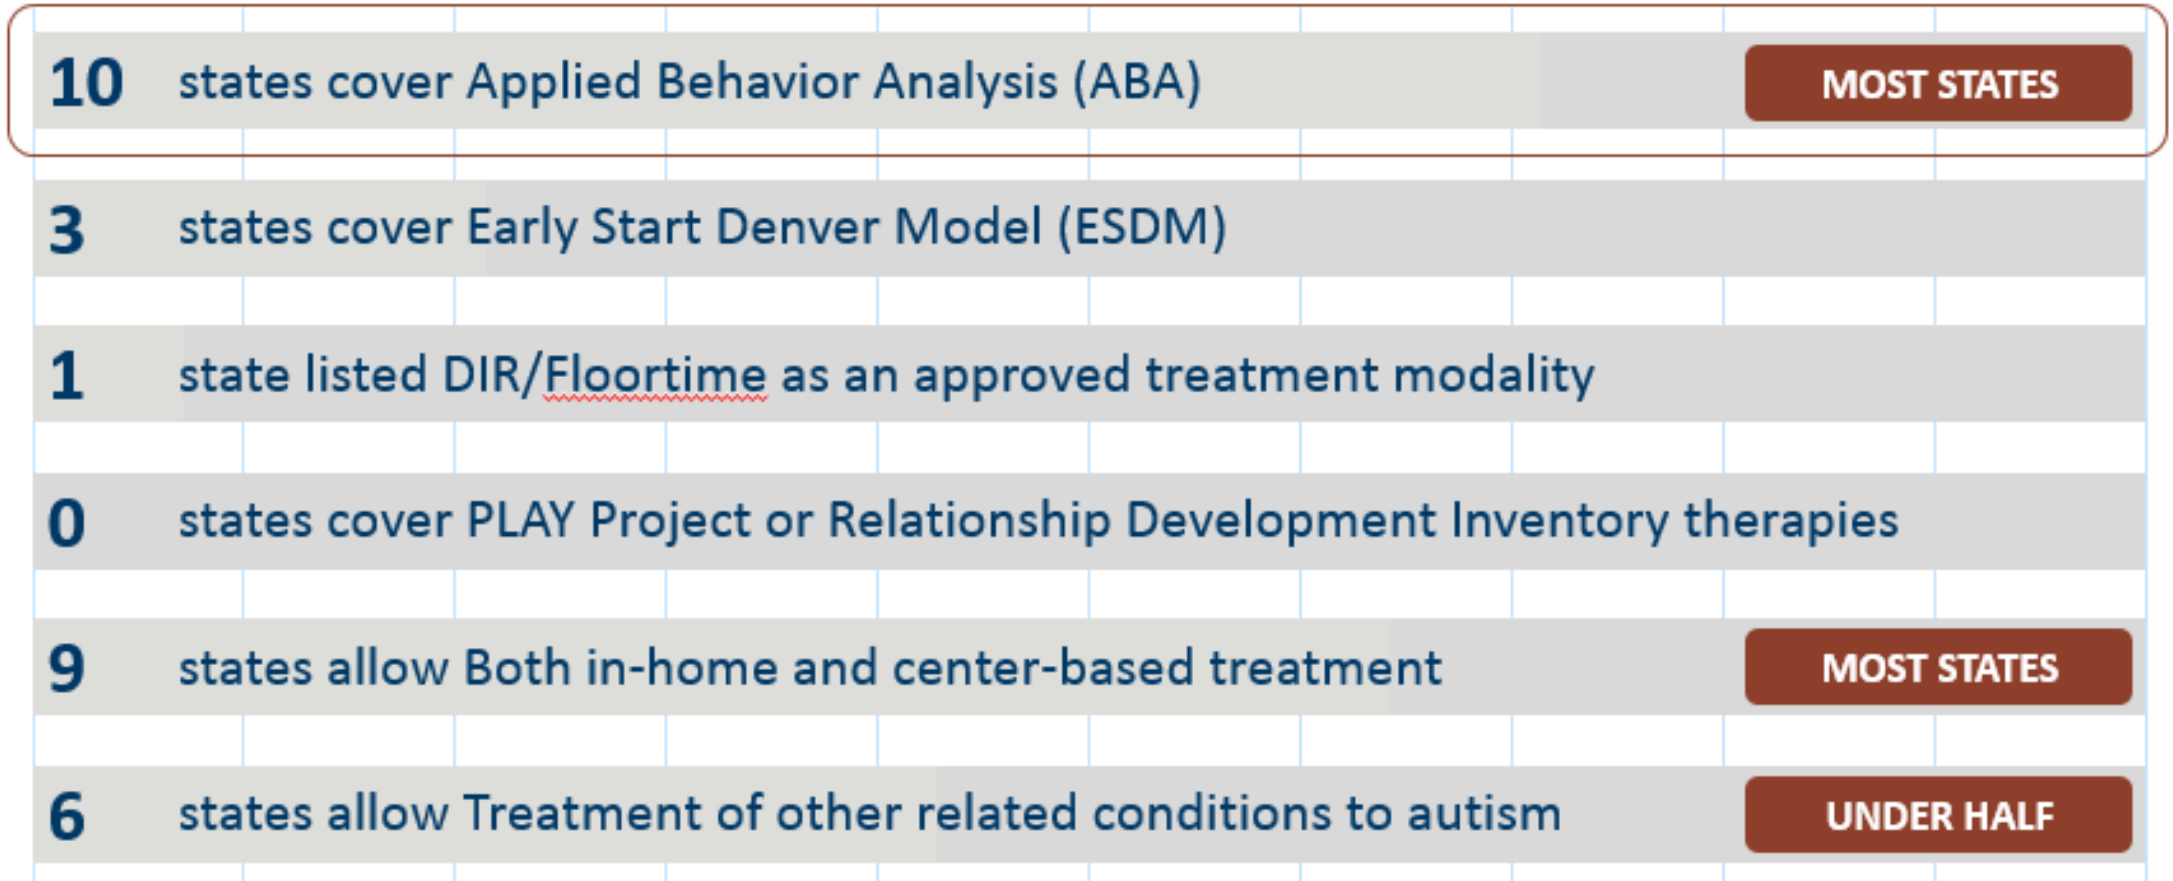 10 states cover Applied Behavior Analysis (ABA) MOST STATES
3 states cover Early Start Denver Model (ESDM)
1 state listed DIR/Floortime as an approved treatment modality
0 states cover PLAY Project or Relationship Development Inventory therapies
9 states allow Both in-home and center-based treatment MOST STATES
6 states allow Treatment of other related conditions to autism UNDER HALF